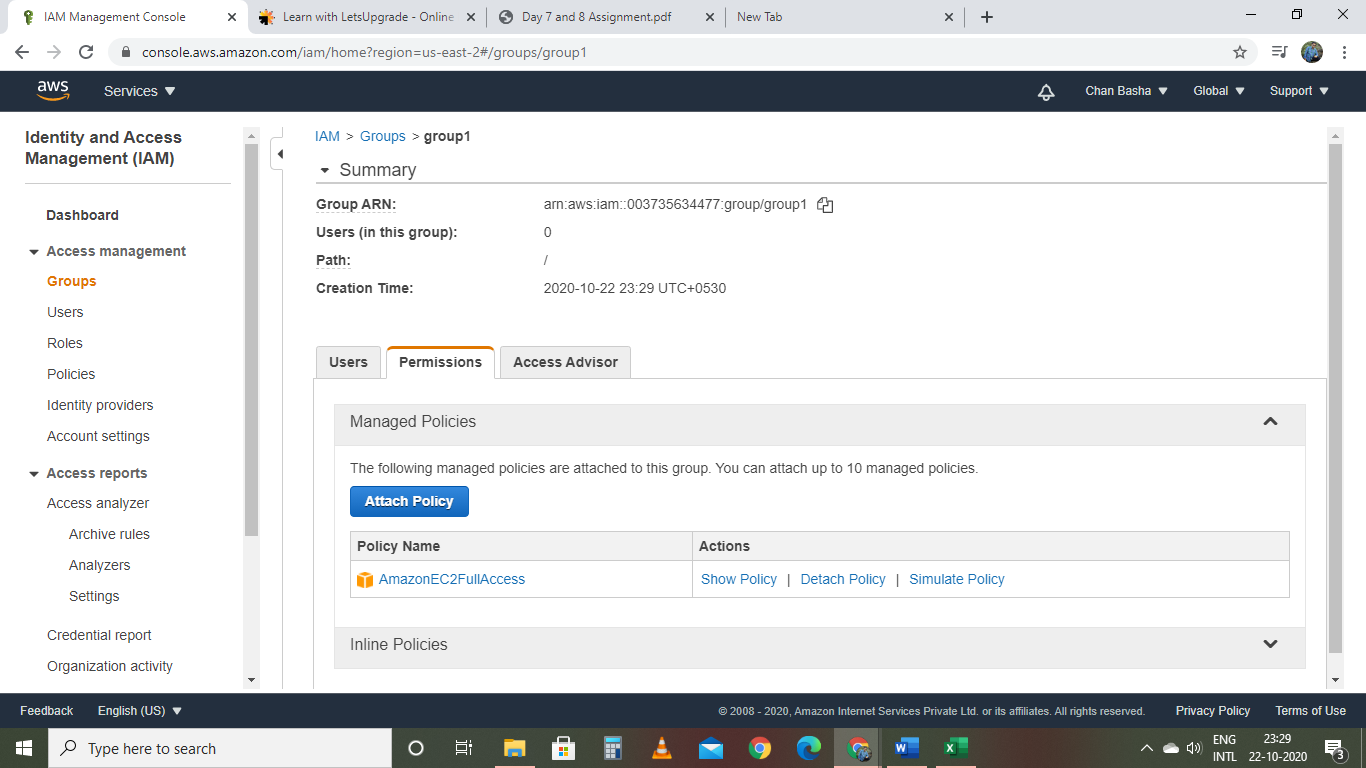 IAM Management Console
Learn with LetsUpgrade - Online
Day 7 and 8 Assignment.pdf
New Tab
console.aws.amazon.com/iam/home?region=us-east-2#/groups/group1
aws
Services
Chan Basha
Global
Support
Identity and Access
Management (IAM)
Dashboard
Access management
Groups
Users
Roles
Policies
Identity providers
Account settings
Access reports
Access analyzer
Archive rules
Analyzers
Settings
Credential report
Organization activity
IAM > Groups > group1
Summary
Group ARN: arn:aws:iam::003735634477:group/group1
Users (in this group): 0
Path: /
Creation Time: 2020-10-22 23:29 UTC+0530
Users
Permissions
Access Advisor
Managed Policies
The following managed policies are attached to this group. You can attach up to 10 managed policies.
Attach Policy
Policy Name Actions
AmazonEC2FullAccess Show Policy | Detach Policy | Simulate Policy
Inline Policies
Feedback
English (US)
© 2008 - 2020, Amazon Internet Services Private Ltd. or its affiliates. All rights reserved.
Privacy Policy
Terms of Use
Type here to search
ENG
INTL
23:29
22-10-2020
3